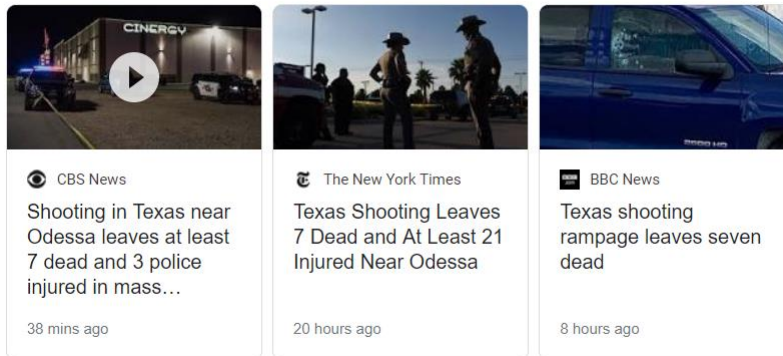 CINERGY
2500 HD
CBS News
Shooting in Texas near
Odessa leaves at least
7 dead and 3 police
injured in mass…
38 mins ago
The New York Times
Texas Shooting Leaves
7 Dead and At Least 21
Injured Near Odessa
20 hours ago
BBC News
Texas shooting
rampage leaves seven
dead
8 hours ago